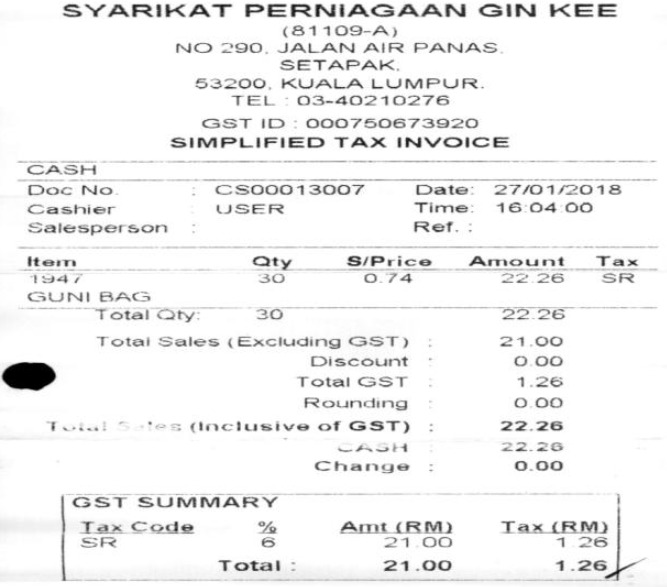 SYARIKAT PERNIAGAAN GIN KEE
(81109-A)
NO 290, JALAN AIR PANAS,
SETAPAK,
53200, KUALA LUMPUR.
TEL : 03-40210276
GST ID : 000750673920
SIMPLIFIED TAX INVOICE
CASH
Doc No. : CS00013007 Date: 27/01/2018
Cashier : USER Time: 16:04:00
Salesperson : Ref. :
Item Qty S/Price Amount Tax
1947 30 0.74 22.26 SR
GUNI BAG
Total Qty: 30 22.26
Total Sales (Excluding GST) : 21.00
Discount : 0.00
Total GST : 1.26
Rounding : 0.00
Total Sales (Inclusive of GST) : 22.26
CASH : 22.26
Change : 0.00
GST SUMMARY
Tax Code % Amt (RM) Tax (RM)
SR 6 21.00 1.26
Total : 21.00 1.26